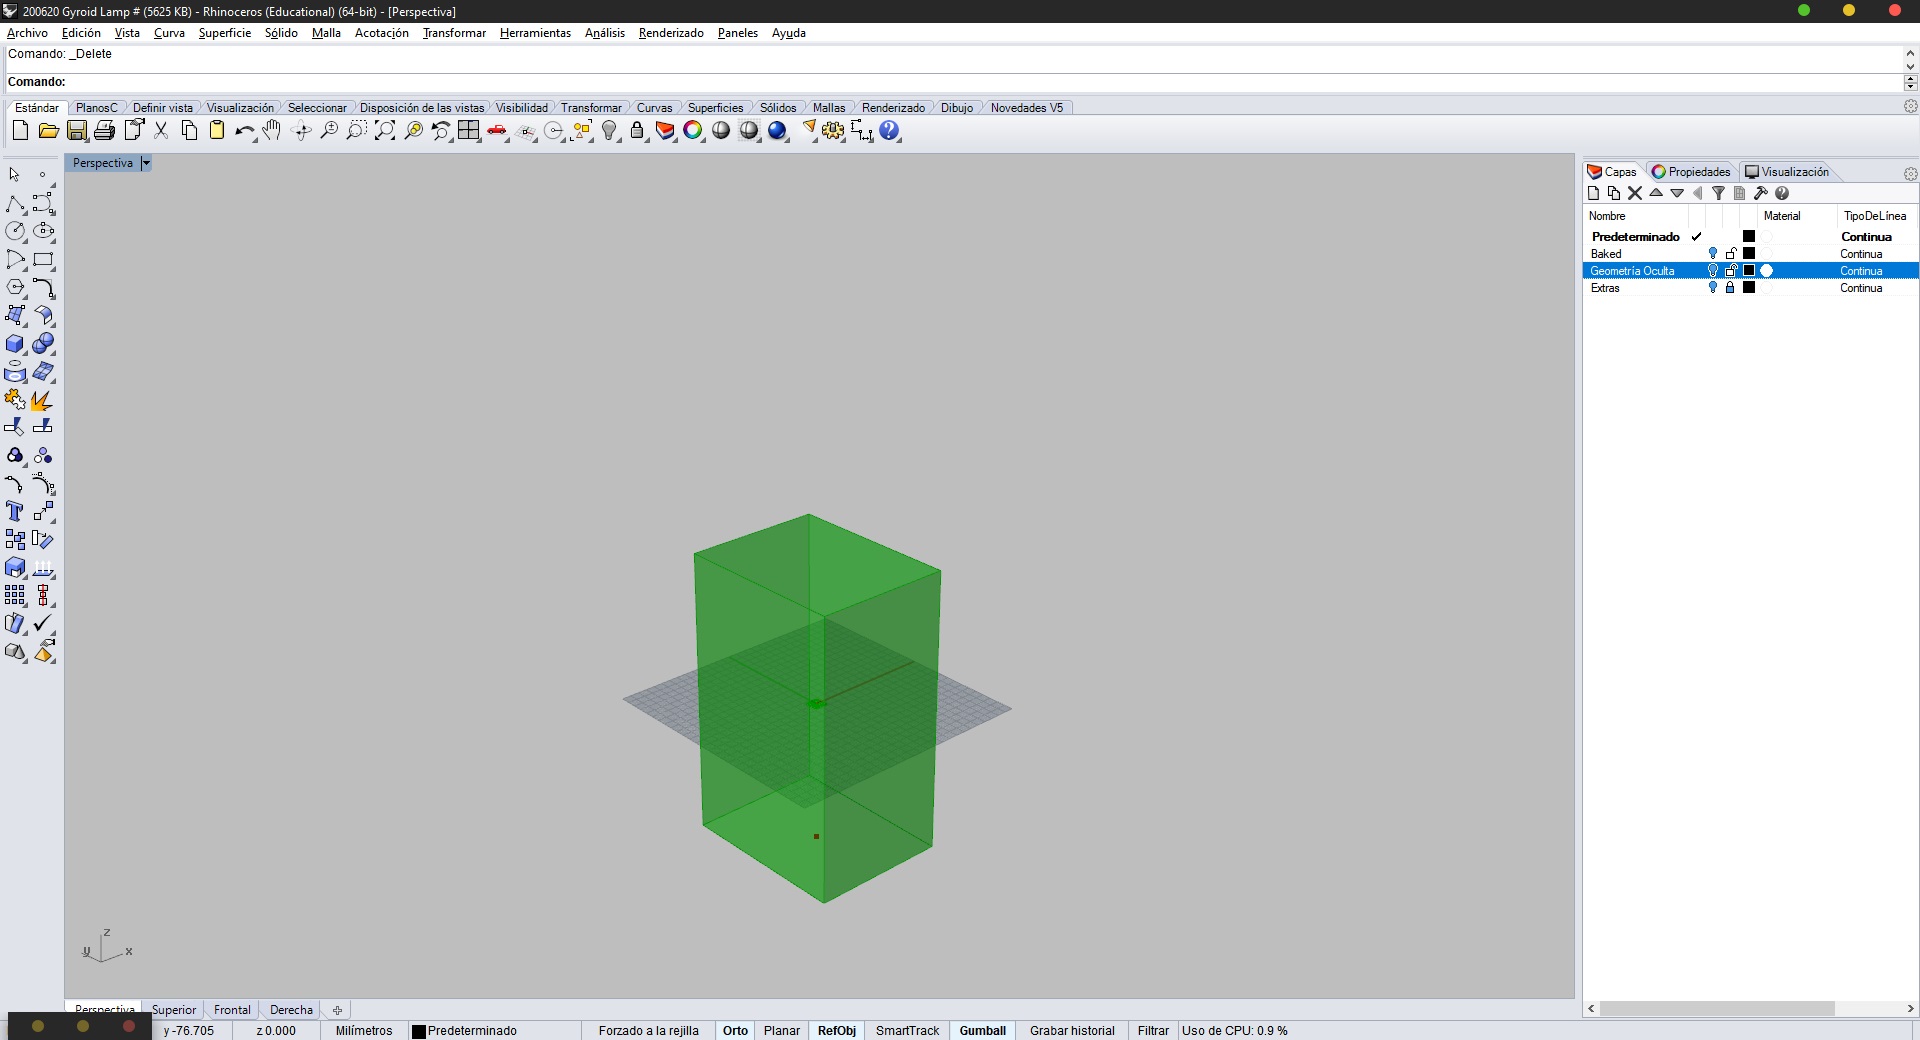 200620 Gyroid Lamp # (5625 KB) - Rhinoceros (Educational) (64-bit) - [Perspectiva]
Archivo Edición Vista Curva Superficie Sólido Malla Acotación Transformar Herramientas Análisis Renderizado Paneles Ayuda
Comando: _Delete
Comando:
Estándar PlanosC Definir vista Visualización Seleccionar Disposición de las vistas Visibilidad Transformar Curvas Superficies Sólidos Mallas Renderizado Dibujo Novedades V5
Perspectiva
Capas Propiedades Visualización
Nombre Material TipoDeLínea
Predeterminado Continua
Baked Continua
Geometría Oculta Continua
Extras Continua
z
y x
Perspectiva Superior Frontal Derecha
y -76.705 z 0.000 Milímetros Predeterminado Forzado a la rejilla Orto Planar RefObj SmartTrack Gumball Grabar historial Filtrar Uso de CPU: 0.9 %